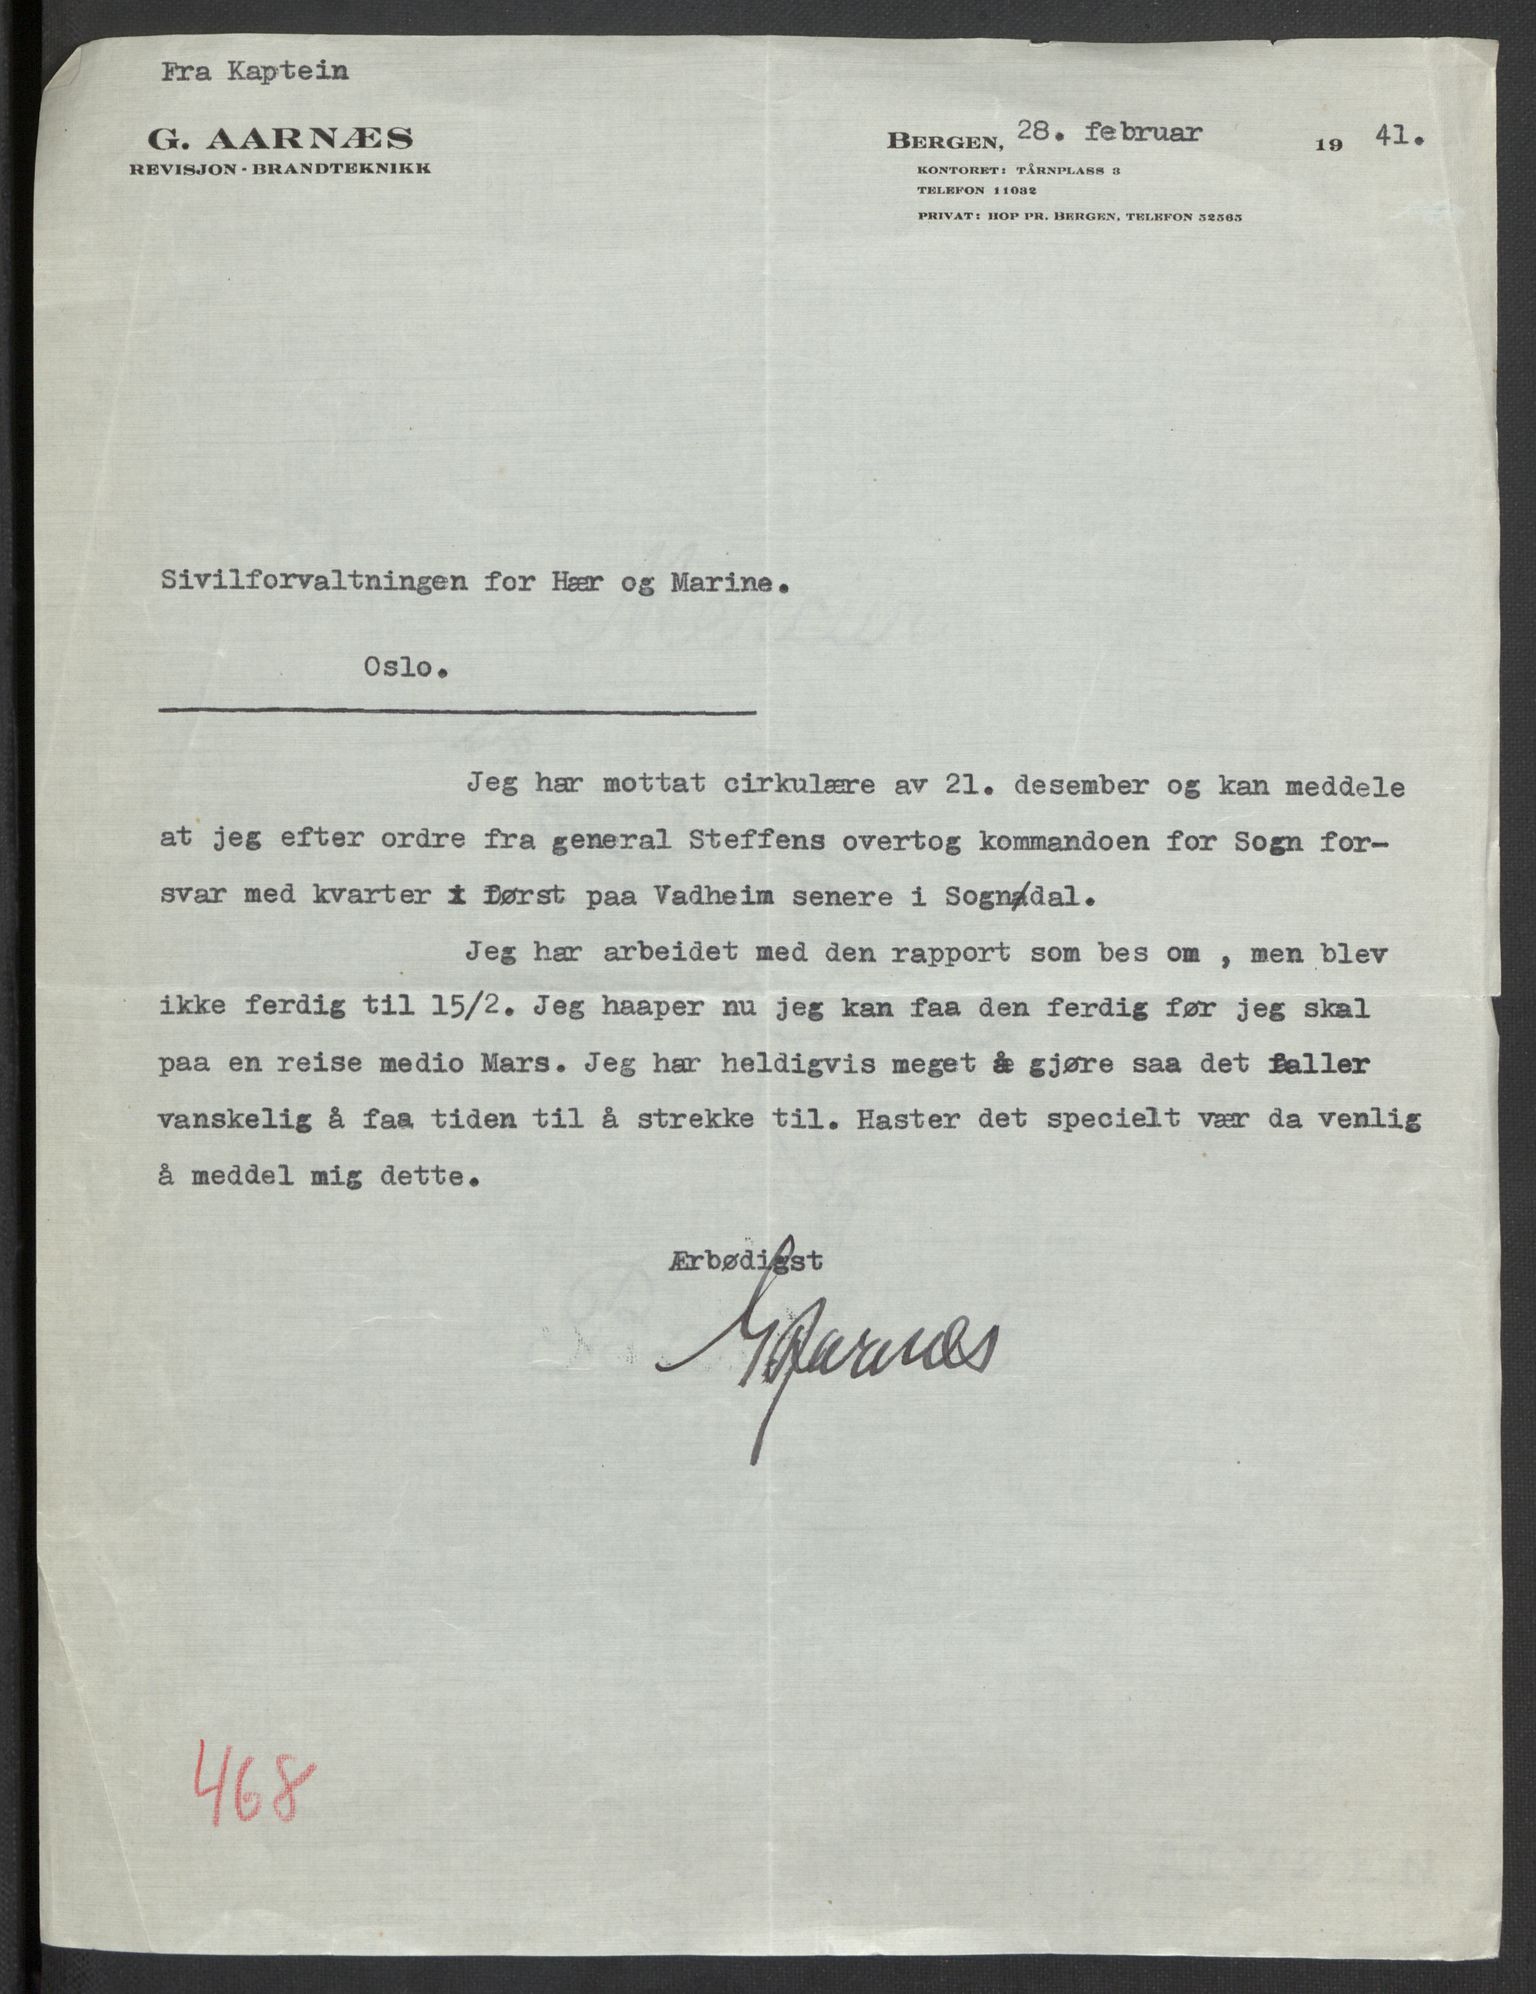 Fra Kaptein
G. AARNÆS
REVISJON - BRANDTEKNIKK
BERGEN, 28. februar 1941.
KONTORET: TÅRNPLASS 3
TELEFON 11032
PRIVAT: HOP PR. BERGEN, TELEFON 52565
Sivilforvaltningen for Hær og Marine.
Oslo.
Jeg har mottat cirkulære av 21. desember og kan meddele
at jeg efter ordre fra general Steffens overtog kommandoen for Sogn for-
svar med kvarter i først paa Vadheim senere i Sogndal.
Jeg har arbeidet med den rapport som bes om , men blev
ikke ferdig til 15/2. Jeg haaper nu jeg kan faa den ferdig før jeg skal
paa en reise medio Mars. Jeg har heldigvis meget å gjøre saa det faller
vanskelig å faa tiden til å strekke til. Haster det specielt vær da venlig
å meddel mig dette.
Ærbødigst
G Aarnæs
468